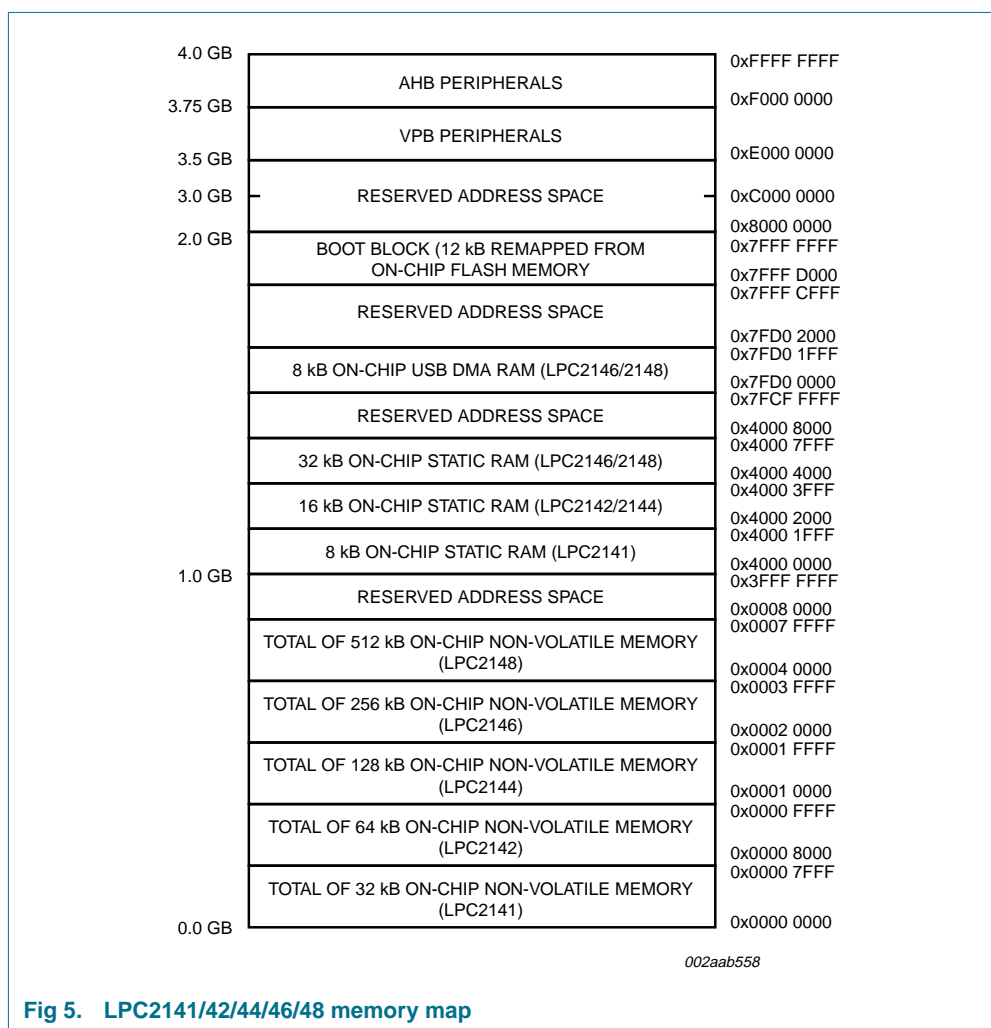 4.0 GB
0xFFFF FFFF
AHB PERIPHERALS
3.75 GB
0xF000 0000
VPB PERIPHERALS
3.5 GB
0xE000 0000
3.0 GB
RESERVED ADDRESS SPACE
0xC000 0000
0x8000 0000
2.0 GB
0x7FFF FFFF
BOOT BLOCK (12 kB REMAPPED FROM
ON-CHIP FLASH MEMORY
0x7FFF D000
0x7FFF CFFF
RESERVED ADDRESS SPACE
0x7FD0 2000
0x7FD0 1FFF
8 kB ON-CHIP USB DMA RAM (LPC2146/2148)
0x7FD0 0000
0x7FCF FFFF
RESERVED ADDRESS SPACE
0x4000 8000
0x4000 7FFF
32 kB ON-CHIP STATIC RAM (LPC2146/2148)
0x4000 4000
0x4000 3FFF
16 kB ON-CHIP STATIC RAM (LPC2142/2144)
0x4000 2000
0x4000 1FFF
8 kB ON-CHIP STATIC RAM (LPC2141)
0x4000 0000
1.0 GB
0x3FFF FFFF
RESERVED ADDRESS SPACE
0x0008 0000
0x0007 FFFF
TOTAL OF 512 kB ON-CHIP NON-VOLATILE MEMORY
(LPC2148)
0x0004 0000
0x0003 FFFF
TOTAL OF 256 kB ON-CHIP NON-VOLATILE MEMORY
(LPC2146)
0x0002 0000
0x0001 FFFF
TOTAL OF 128 kB ON-CHIP NON-VOLATILE MEMORY
(LPC2144)
0x0001 0000
0x0000 FFFF
TOTAL OF 64 kB ON-CHIP NON-VOLATILE MEMORY
(LPC2142)
0x0000 8000
0x0000 7FFF
TOTAL OF 32 kB ON-CHIP NON-VOLATILE MEMORY
(LPC2141)
0.0 GB
0x0000 0000
002aab558
Fig 5. LPC2141/42/44/46/48 memory map